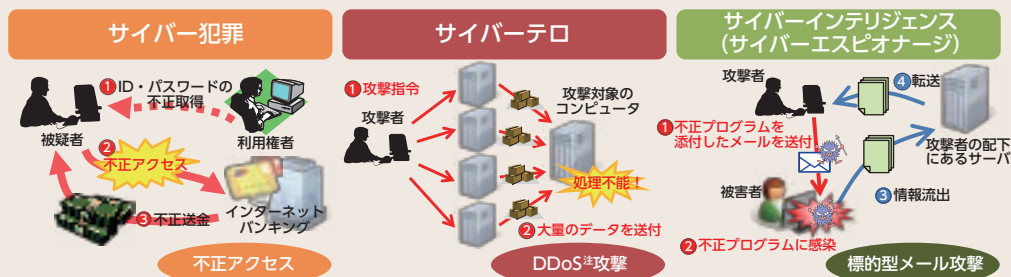 サイバー犯罪
①ID・パスワードの
不正取得
被疑者
利用権者
②
不正アクセス
③不正送金
インターネット
バンキング
不正アクセス
サイバーテロ
①攻撃指令
攻撃者
攻撃対象の
コンピュータ
処理不能！
②大量のデータを送付
DDoS注攻撃
サイバーインテリジェンス
(サイバーエスピオナージ)
攻撃者
④転送
①不正プログラムを
添付したメールを送付
攻撃者の配下
にあるサーバ
被害者
③情報流出
②不正プログラムに感染
標的型メール攻撃